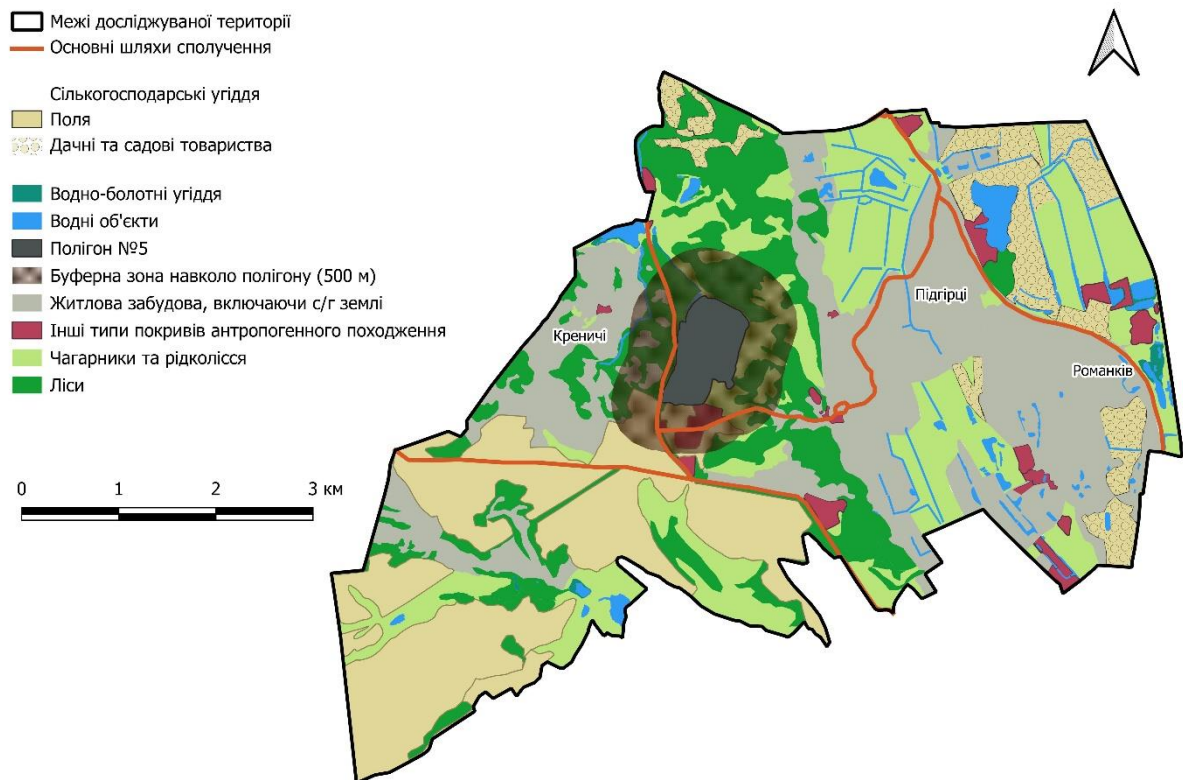 Межі досліджуваної території
Основні шляхи сполучення
Сількогосподарські угіддя
Поля
Дачні та садові товариства
Водно-болотні угіддя
Водні об'єкти
Полігон №5
Буферна зона навколо полігону (500 м)
Житлова забудова, включаючи с/г землі
Інші типи покривів антропогенного походження
Чагарники та рідколісся
Ліси
0 1 2 3 км
Підгірці
Креничі
Романків